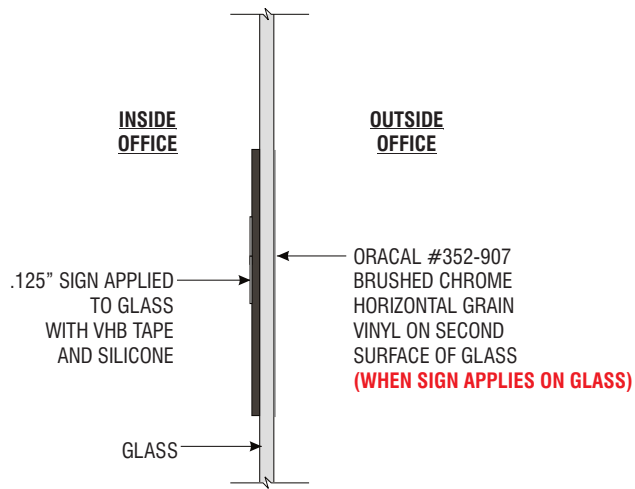 INSIDE
OFFICE
OUTSIDE
OFFICE
.125" SIGN APPLIED
TO GLASS
WITH VHB TAPE
AND SILICONE
ORACAL #352-907
BRUSHED CHROME
HORIZONTAL GRAIN
VINYL ON SECOND
SURFACE OF GLASS
(WHEN SIGN APPLIES ON GLASS)
GLASS